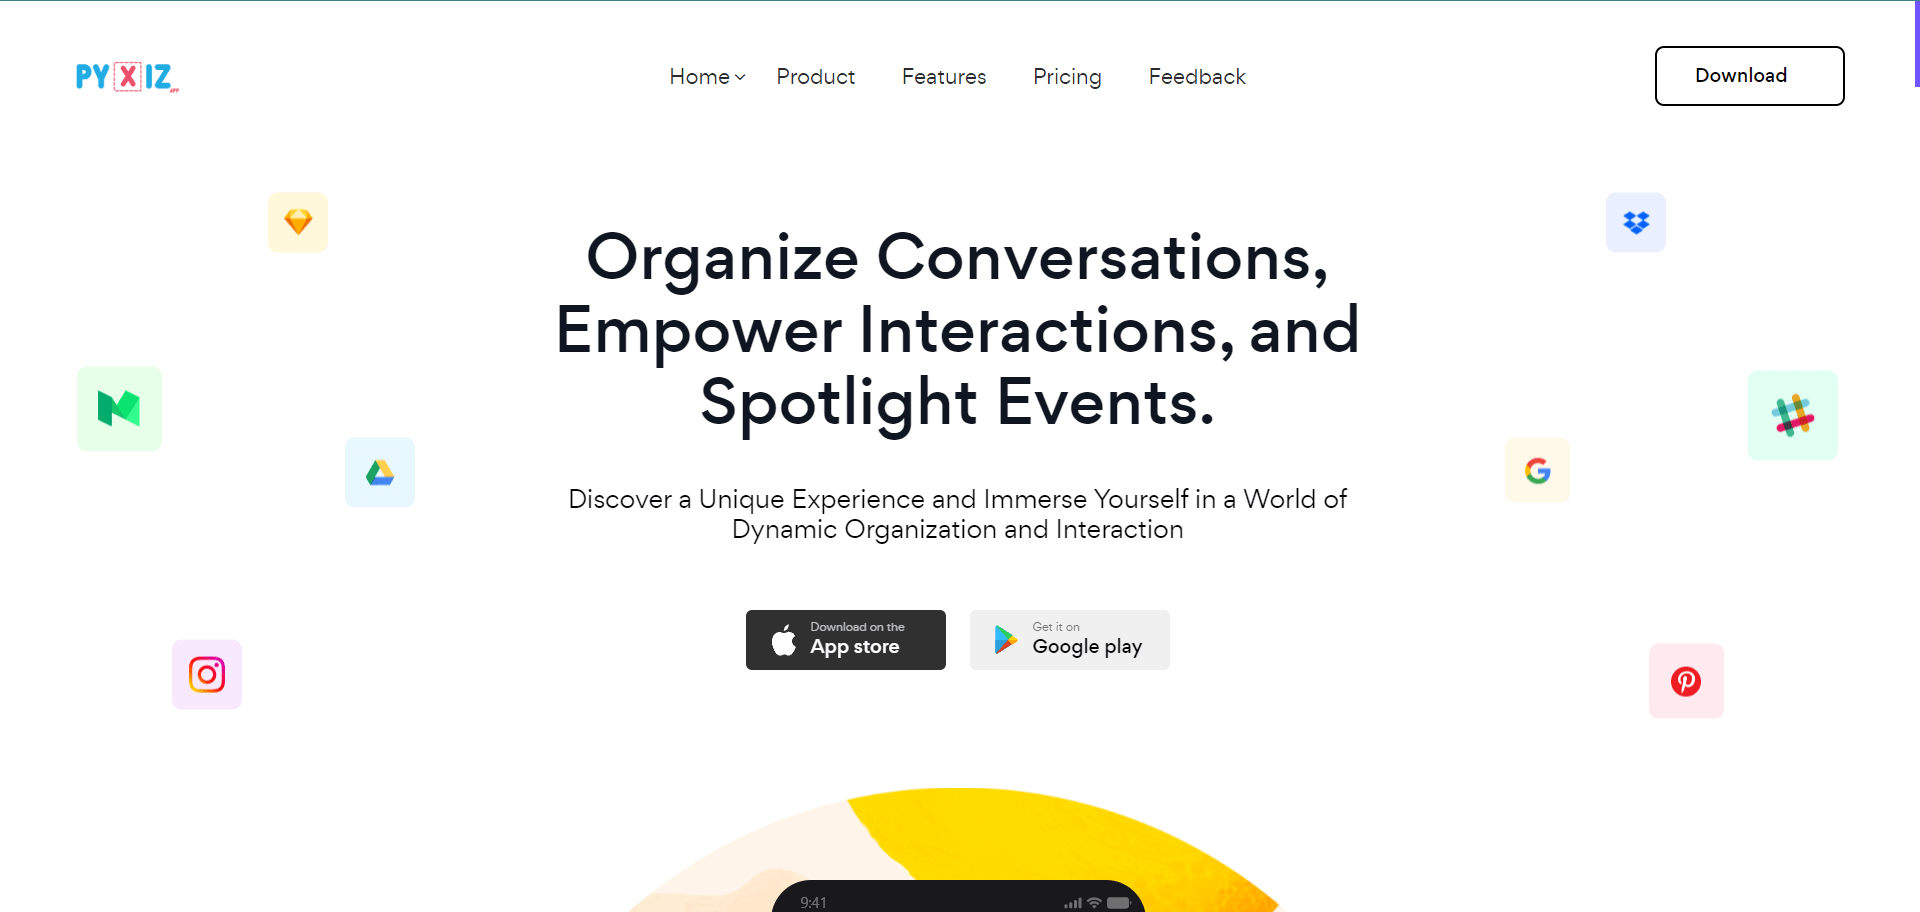 PYXIZ
APP
Home
Product
Features
Pricing
Feedback
Download
Organize Conversations,
Empower Interactions, and
Spotlight Events.
Discover a Unique Experience and Immerse Yourself in a World of
Dynamic Organization and Interaction
Download on the
App store
Get it on
Google play
9:41